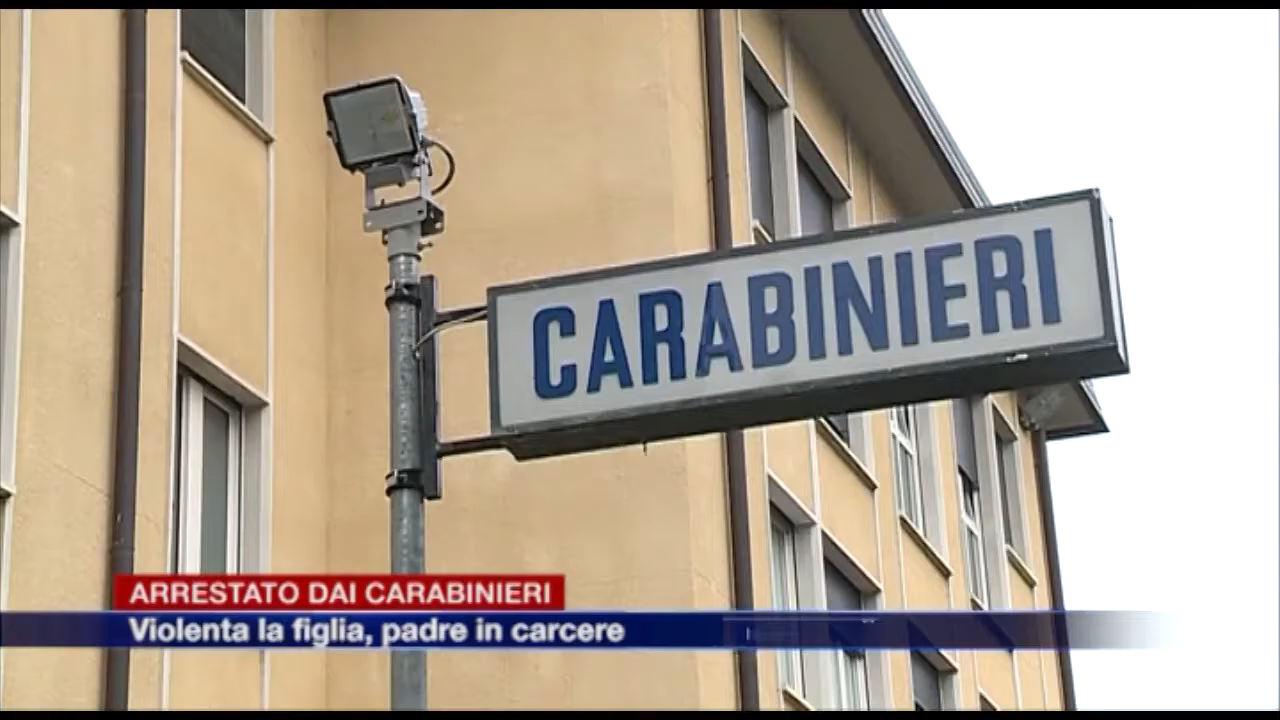 CARABINIERI
ARRESTATO DAI CARABINIERI
Violenta la figlia, padre in carcere